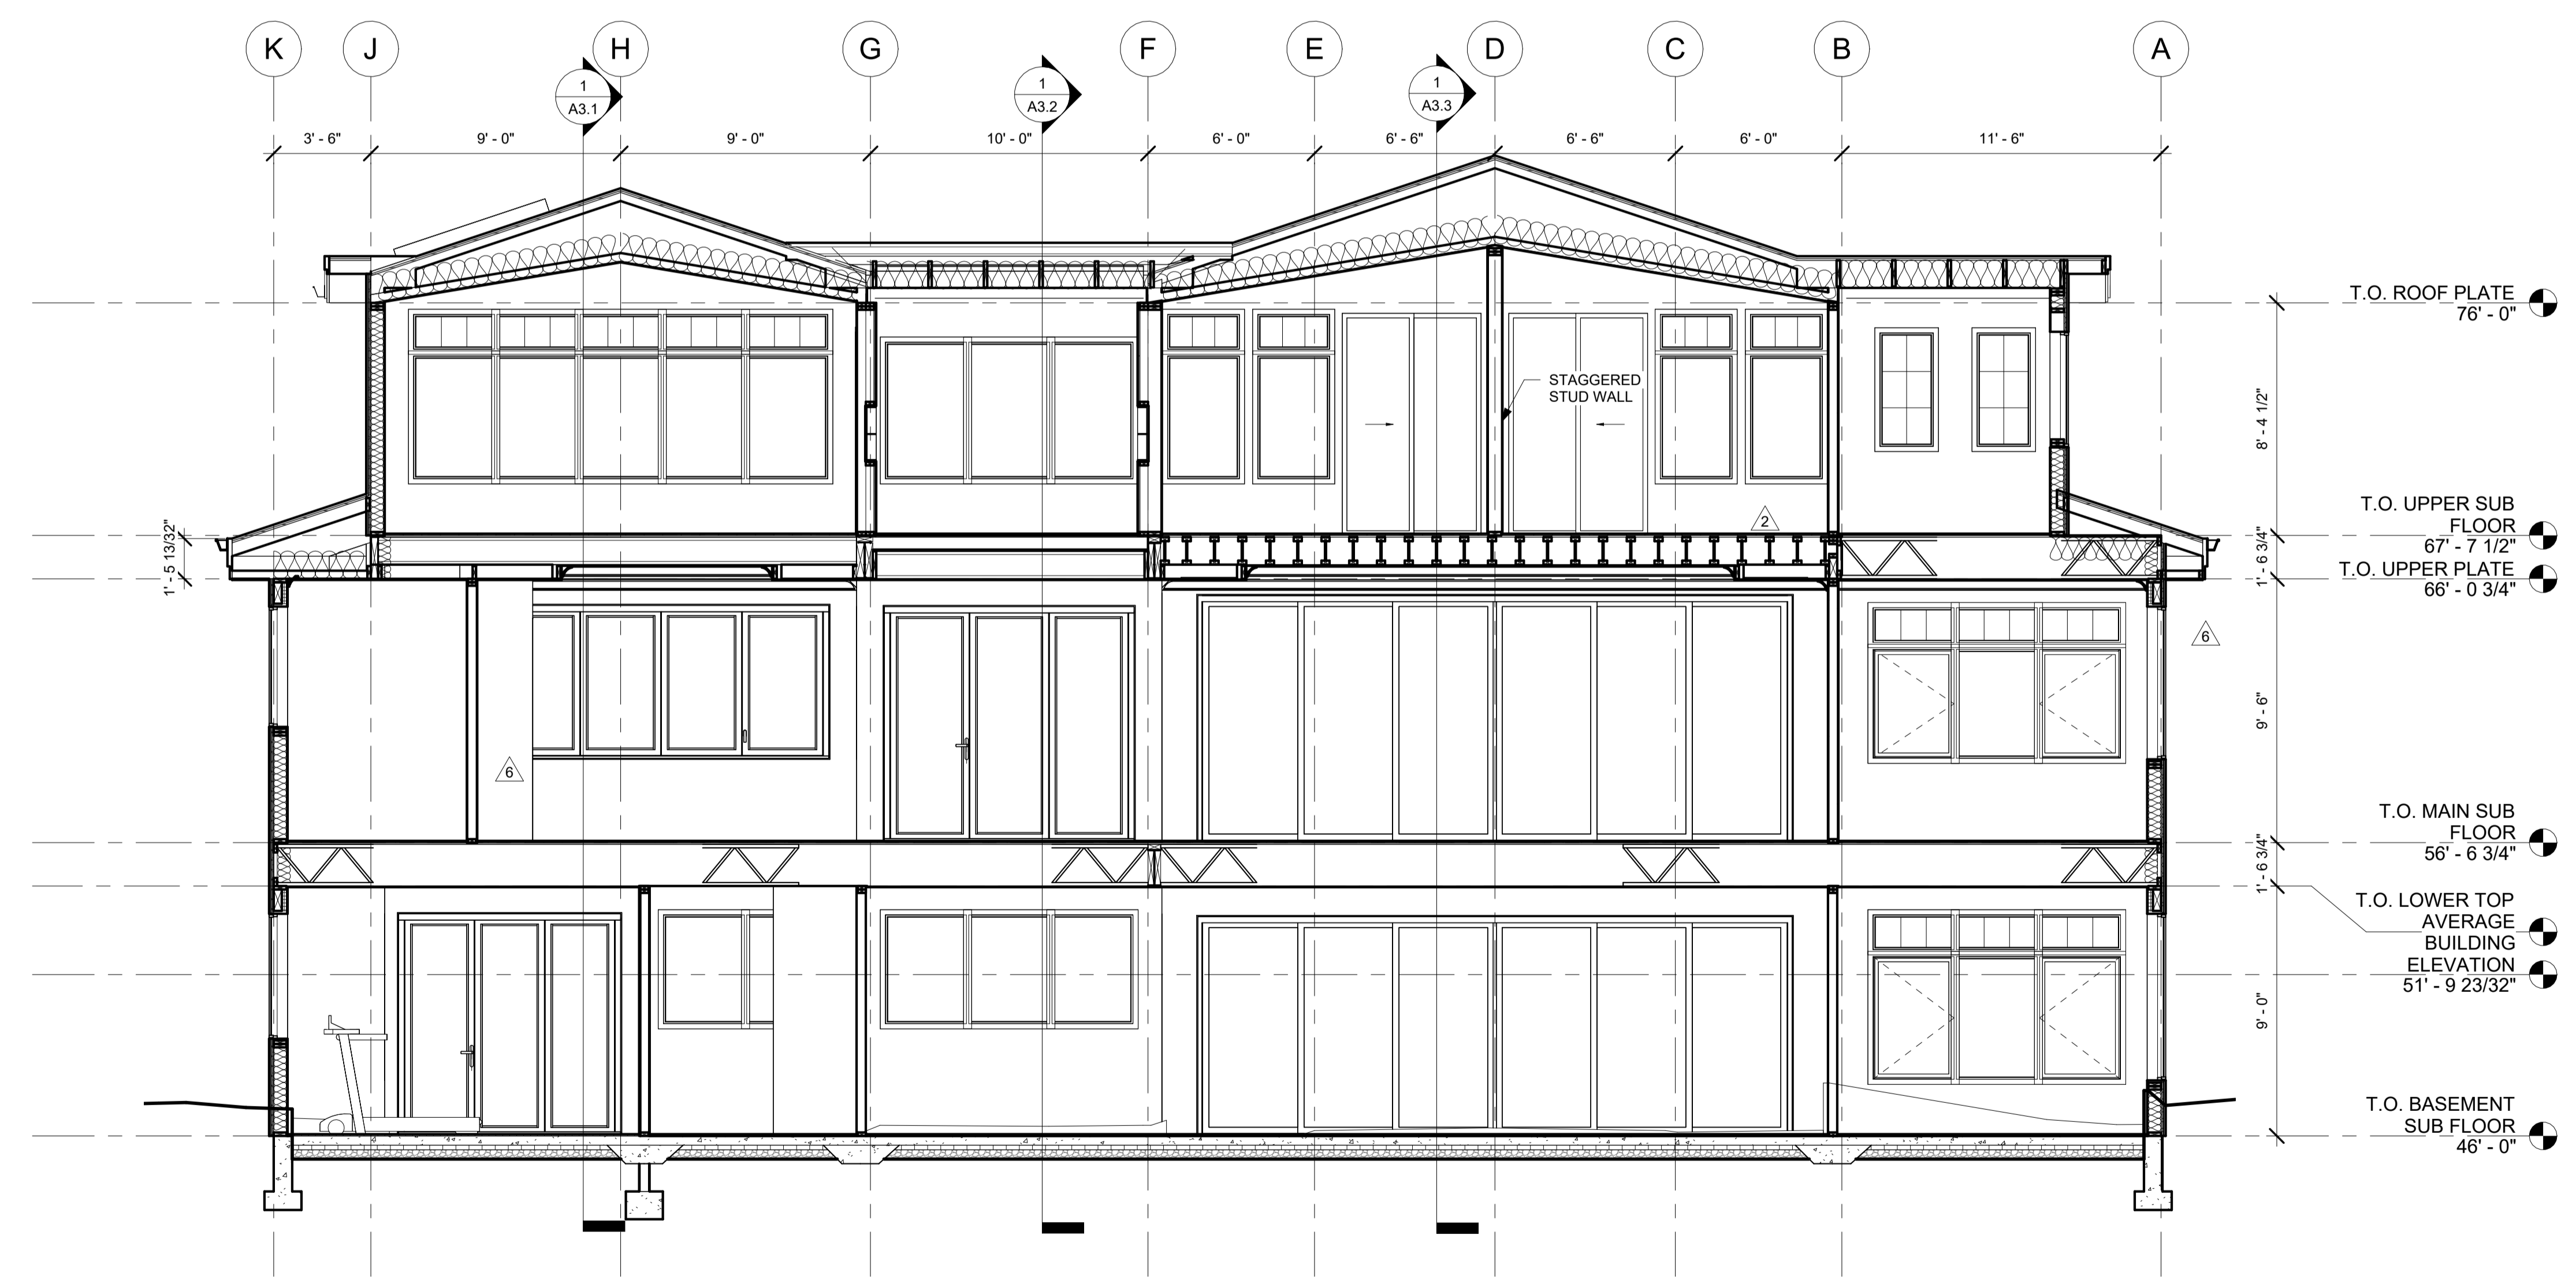 K J H G F E D C B A
1
A3.1
1
A3.2
1
A3.3
3' - 6" 9' - 0" 9' - 0" 10' - 0" 6' - 0" 6' - 6" 6' - 6" 6' - 0" 11' - 6"
T.O. ROOF PLATE
76' - 0"
STAGGERED
STUD WALL
8' - 4 1/2"
2
T.O. UPPER SUB
FLOOR
67' - 7 1/2"
1' - 5 13/32"
1' - 6 3/4"
T.O. UPPER PLATE
66' - 0 3/4"
6
9' - 6"
6
T.O. MAIN SUB
FLOOR
56' - 6 3/4"
1' - 6 3/4"
T.O. LOWER TOP
AVERAGE
BUILDING
ELEVATION
51' - 9 23/32"
9' - 0"
T.O. BASEMENT
SUB FLOOR
46' - 0"